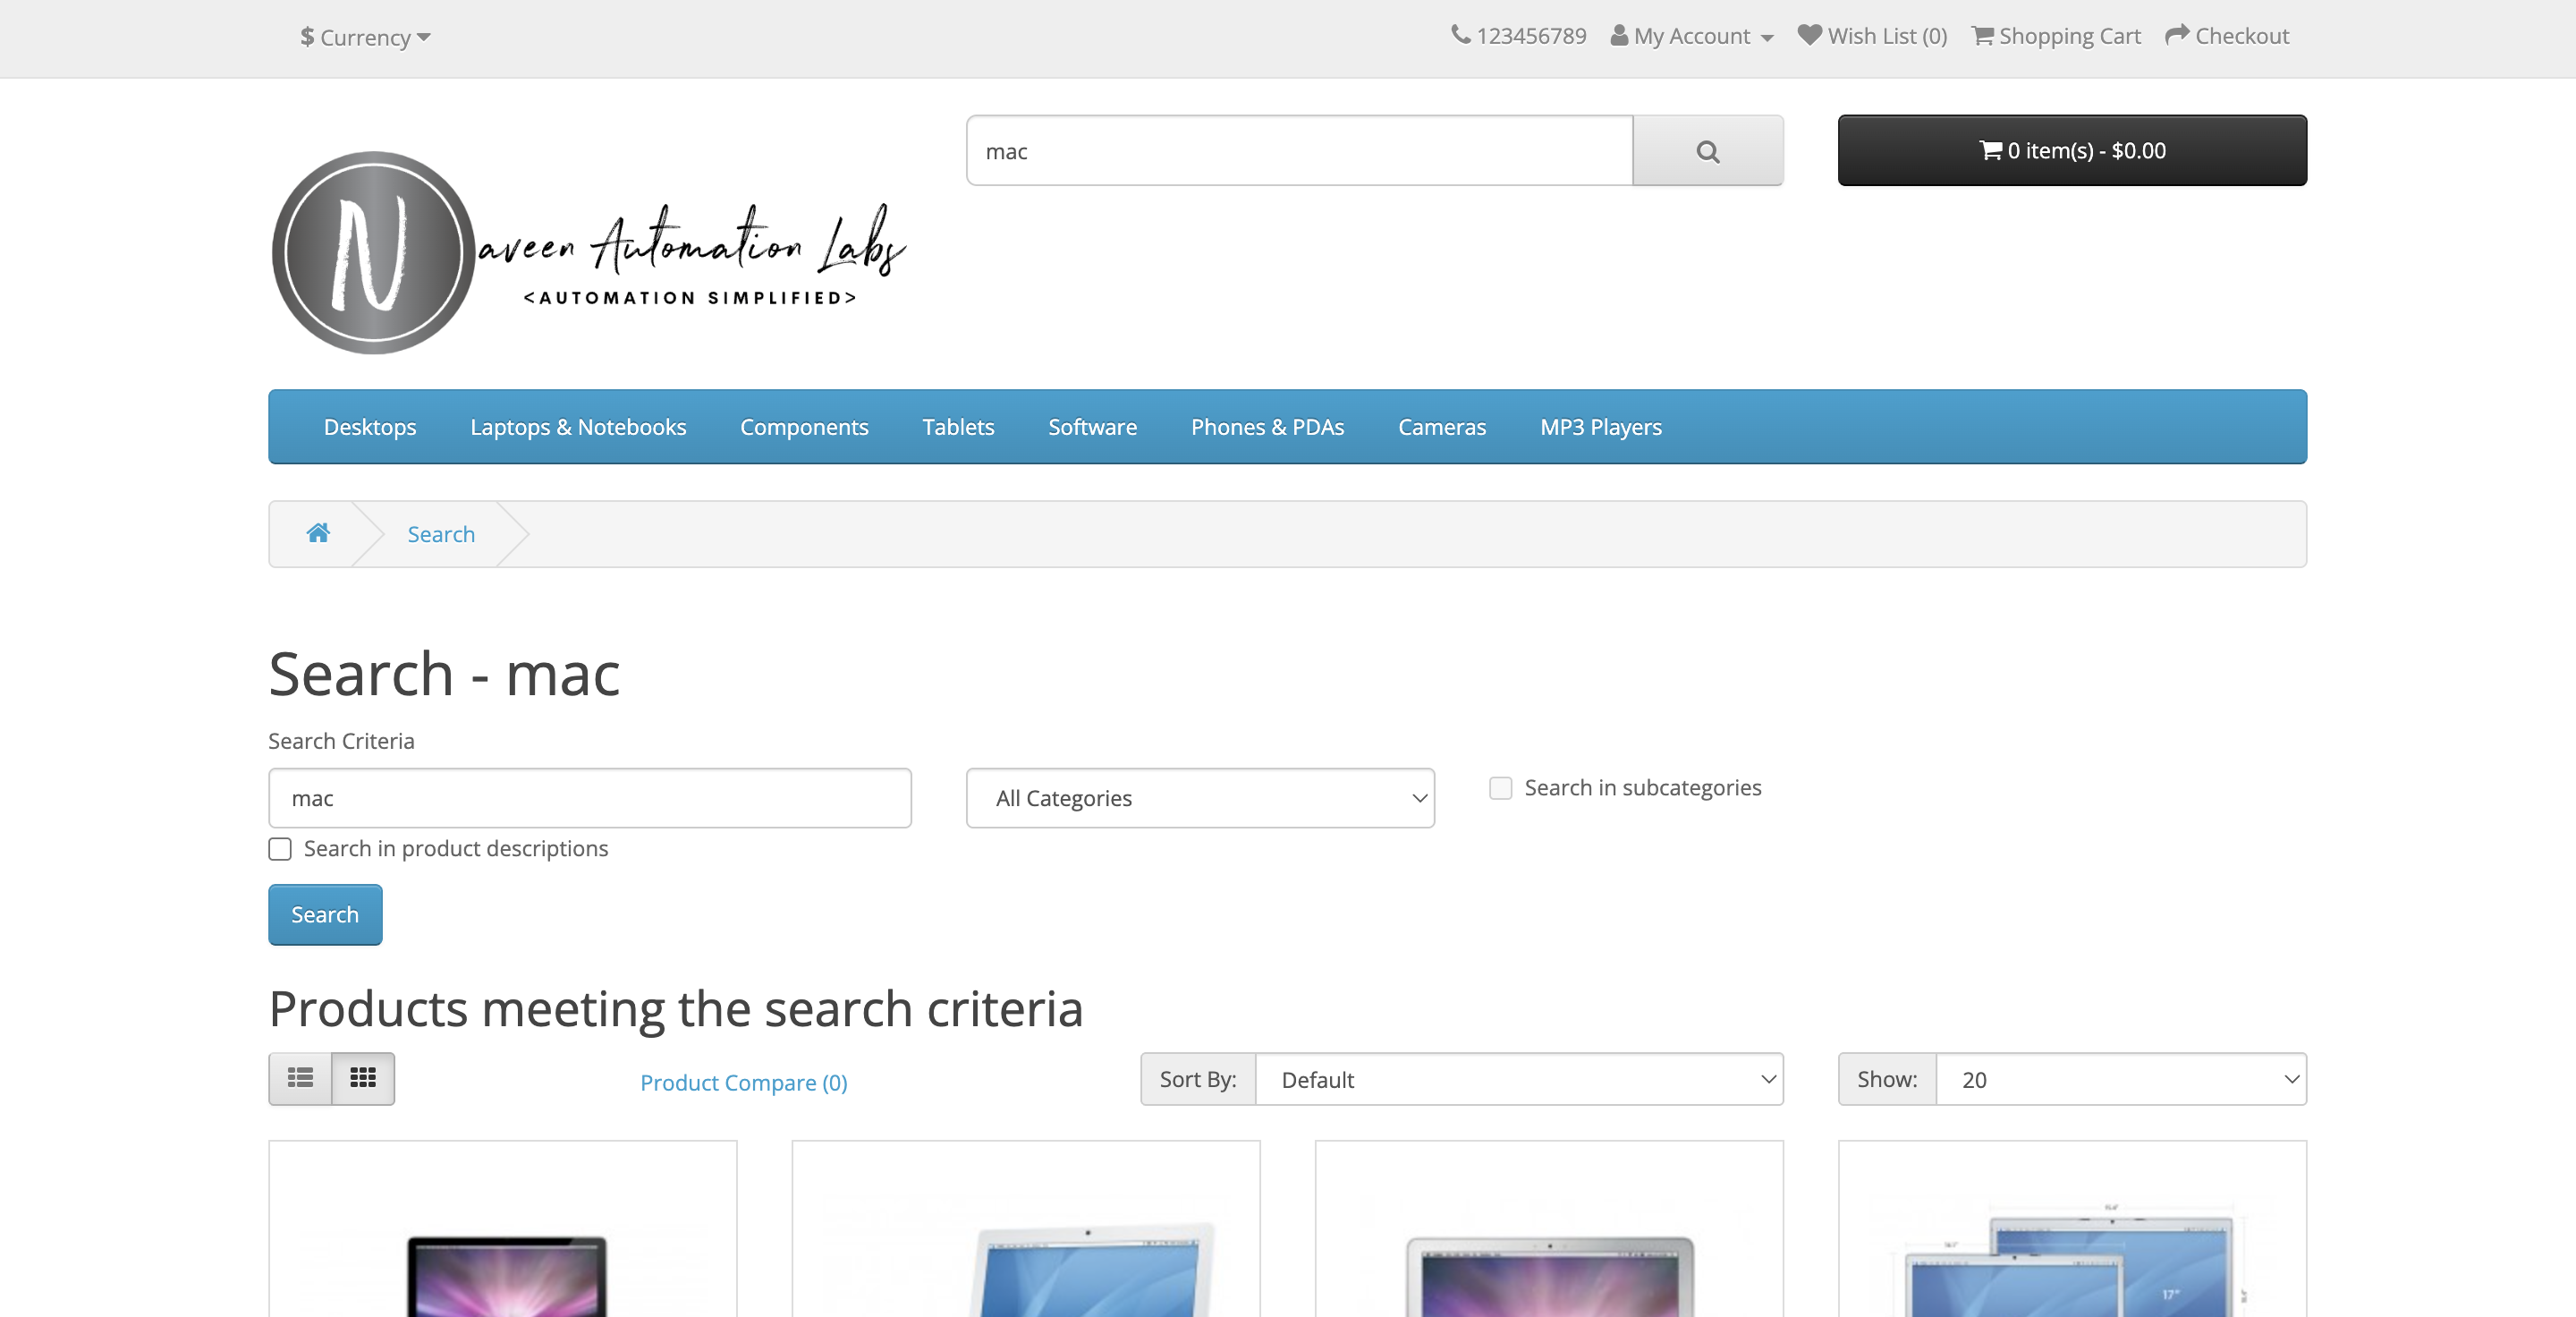 $ Currency
123456789 My Account Wish List (0) Shopping Cart Checkout
mac
0 item(s) - $0.00
Naveen Automation Labs
<AUTOMATION SIMPLIFIED>
Desktops Laptops & Notebooks Components Tablets Software Phones & PDAs Cameras MP3 Players
Search
Search - mac
Search Criteria
mac All Categories Search in subcategories
Search in product descriptions
Search
Products meeting the search criteria
Product Compare (0) Sort By: Default Show: 20
17"